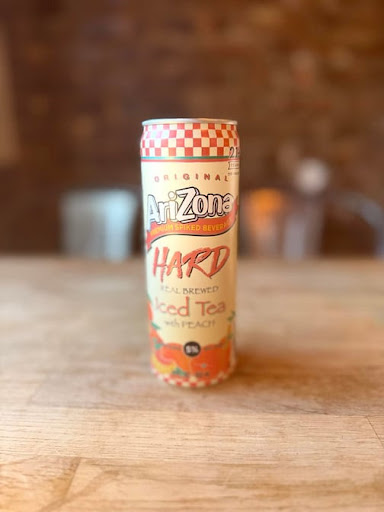 ORIGINAL
AriZona
PREMIUM SPIKED BEVERAGE
HARD
REAL BREWED
Iced Tea
with PEACH
5%